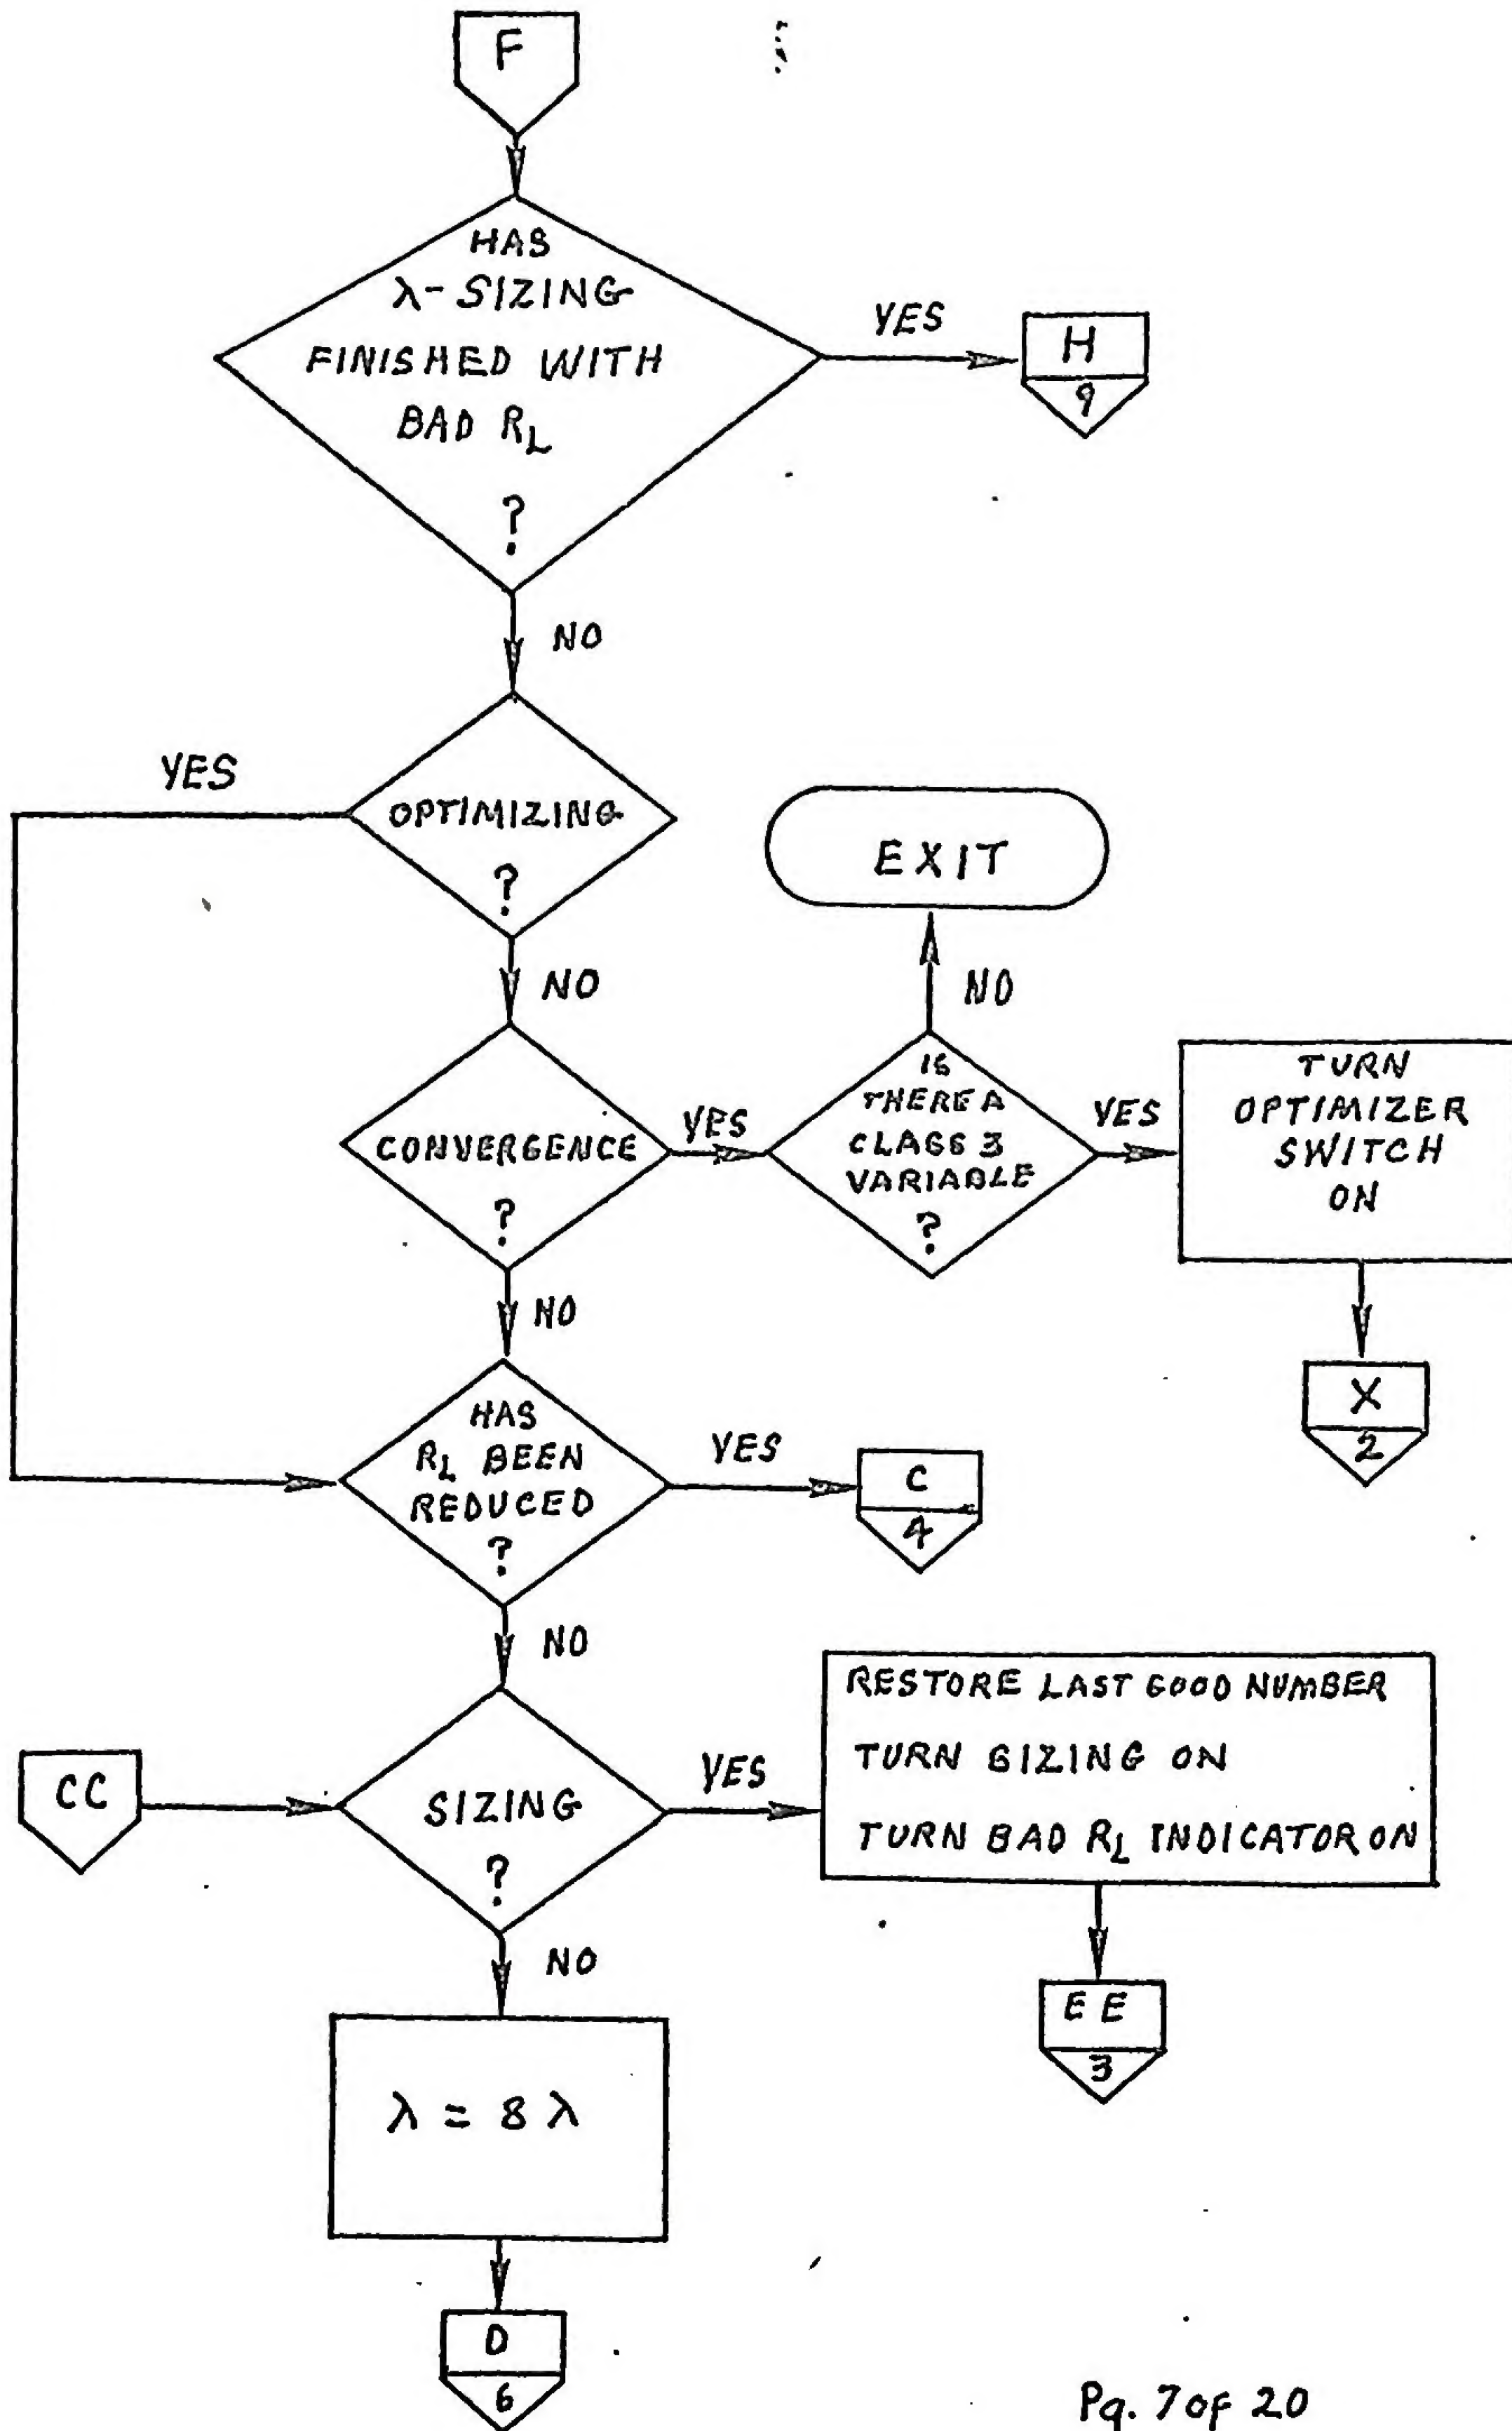 F
HAS
λ-SIZING
FINISHED WITH
BAD R_L
?
YES
H
9
NO
OPTIMIZING
?
YES
NO
EXIT
NO
CONVERGENCE
?
YES
IS
THERE A
CLASS 3
VARIABLE
?
YES
TURN
OPTIMIZER
SWITCH
ON
X
2
NO
HAS
R_L BEEN
REDUCED
?
YES
C
4
NO
CC
SIZING
?
YES
RESTORE LAST GOOD NUMBER
TURN SIZING ON
TURN BAD R_L INDICATOR ON
EE
3
NO
λ = 8 λ
D
6
Pg. 7 of 20